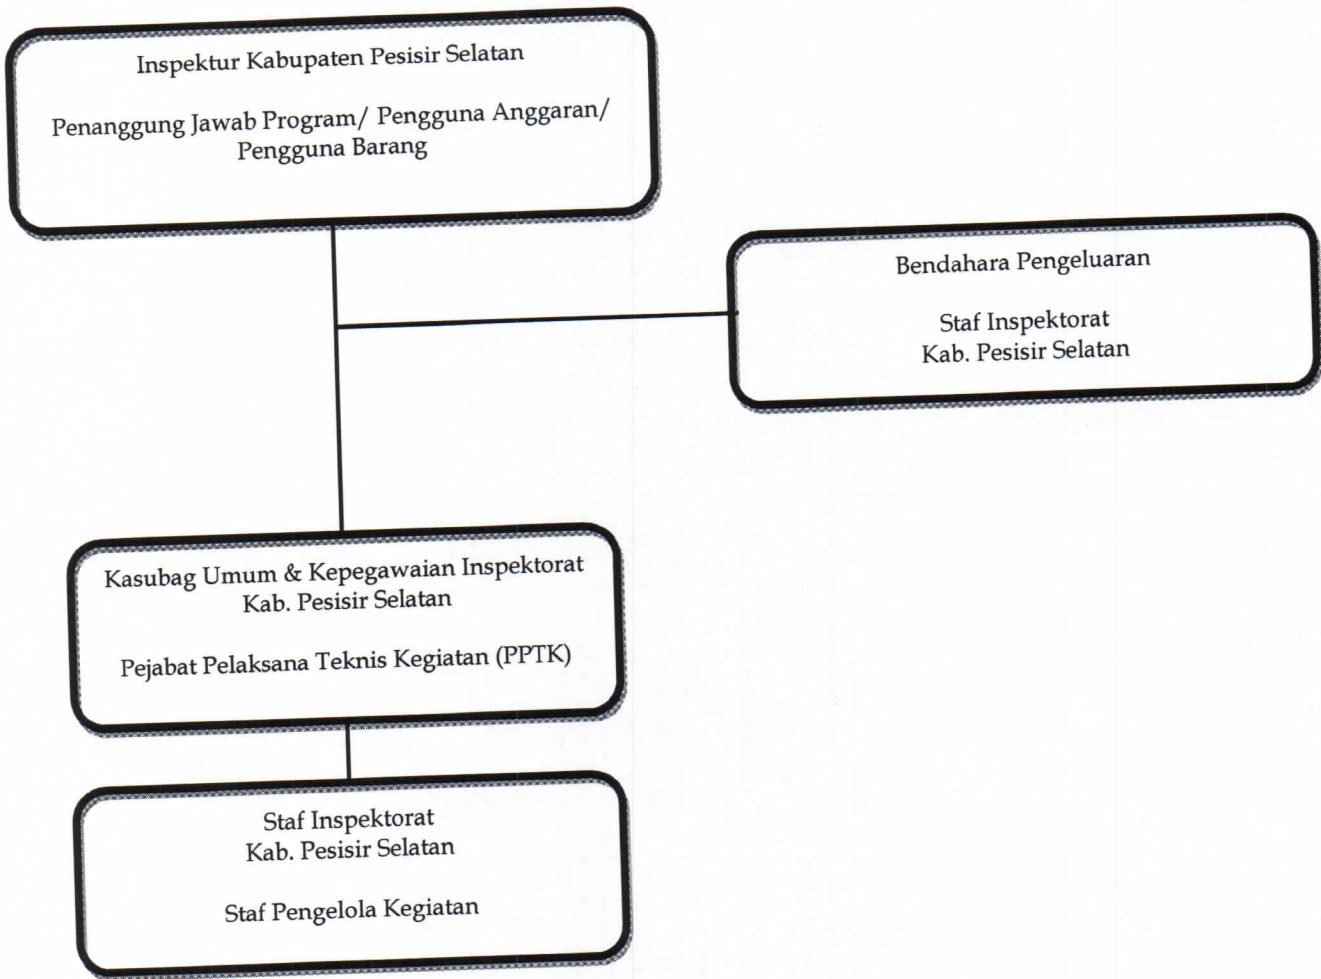 Inspektur Kabupaten Pesisir Selatan
Penanggung Jawab Program/ Pengguna Anggaran/
Pengguna Barang
Bendahara Pengeluaran
Staf Inspektorat
Kab. Pesisir Selatan
Kasubag Umum & Kepegawaian Inspektorat
Kab. Pesisir Selatan
Pejabat Pelaksana Teknis Kegiatan (PPTK)
Staf Inspektorat
Kab. Pesisir Selatan
Staf Pengelola Kegiatan